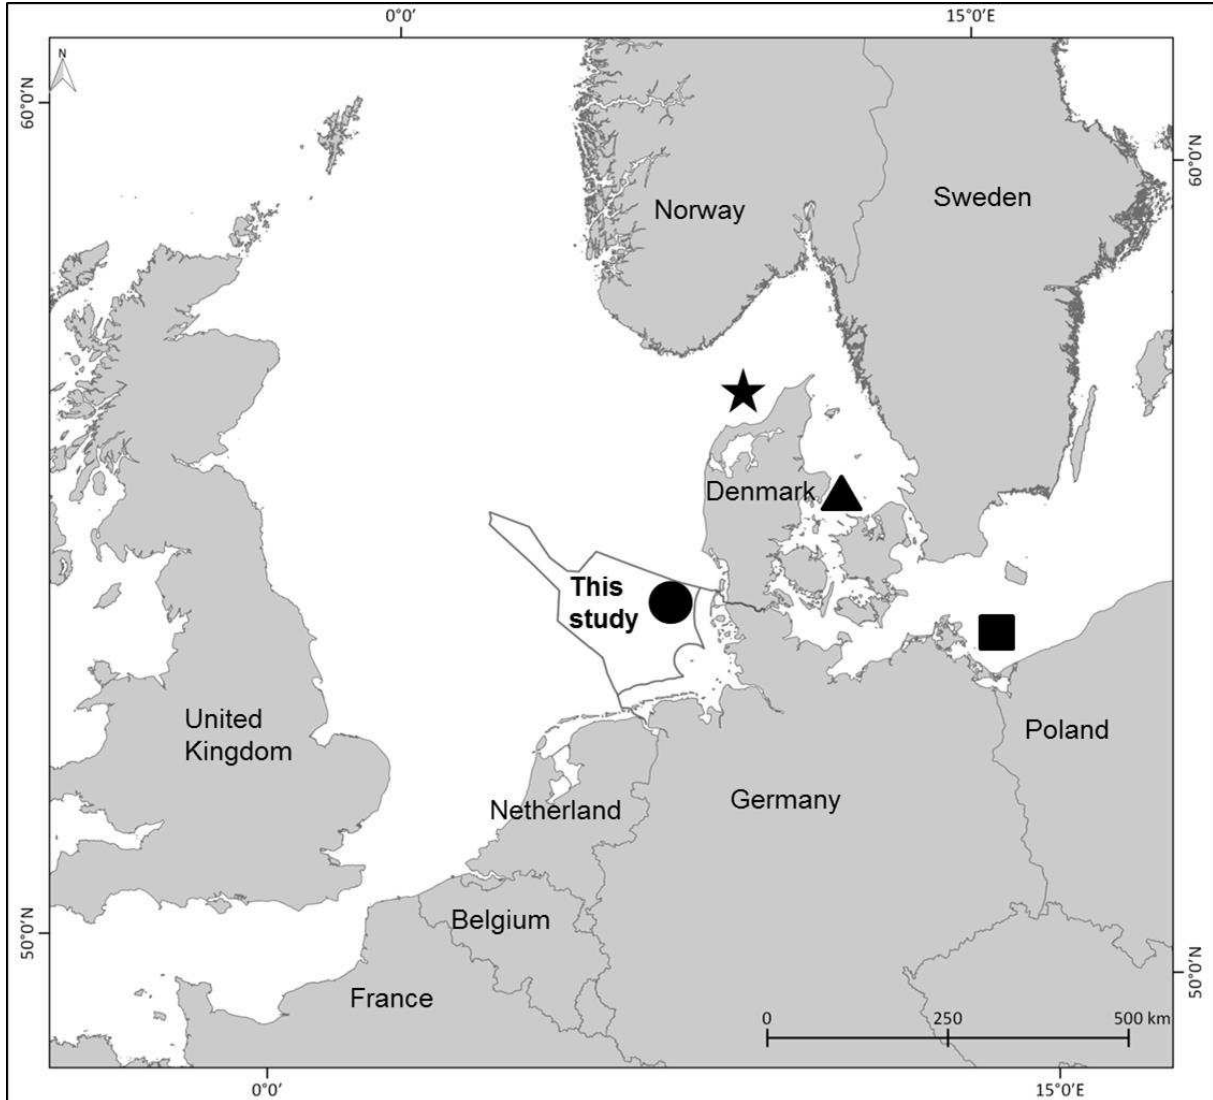 0°0’
15°0’E
N
60°0’N
60°0’N
Sweden
Norway
Denmark
This
study
United
Kingdom
Poland
Netherland
Germany
Belgium
50°0’N
50°0’N
France
0
250
500 km
0°0’
15°0’E